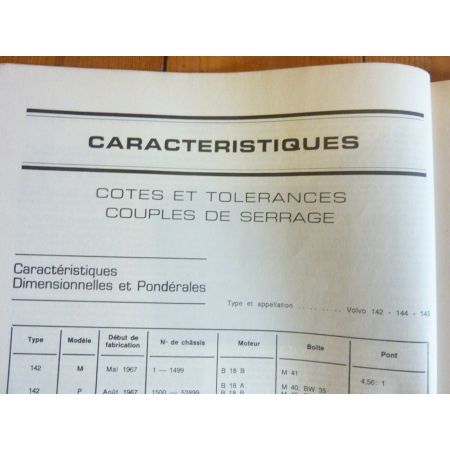 CARACTERISTIQUES
COTES ET TOLERANCES
COUPLES DE SERRAGE
Caractéristiques
Dimensionnelles et Pondérales
Type et appellation .. .. .. .. .. Volvo 142 - 144 - 145
Type Modèle Début de fabrication N° de châssis Moteur Boîte Pont
142 M Mai 1967 1 — 1499 B 18 B M 41 4,56: 1
B 18 A M 40, BW 35
142 P Août 1967 1500 — 52899 B 18 B